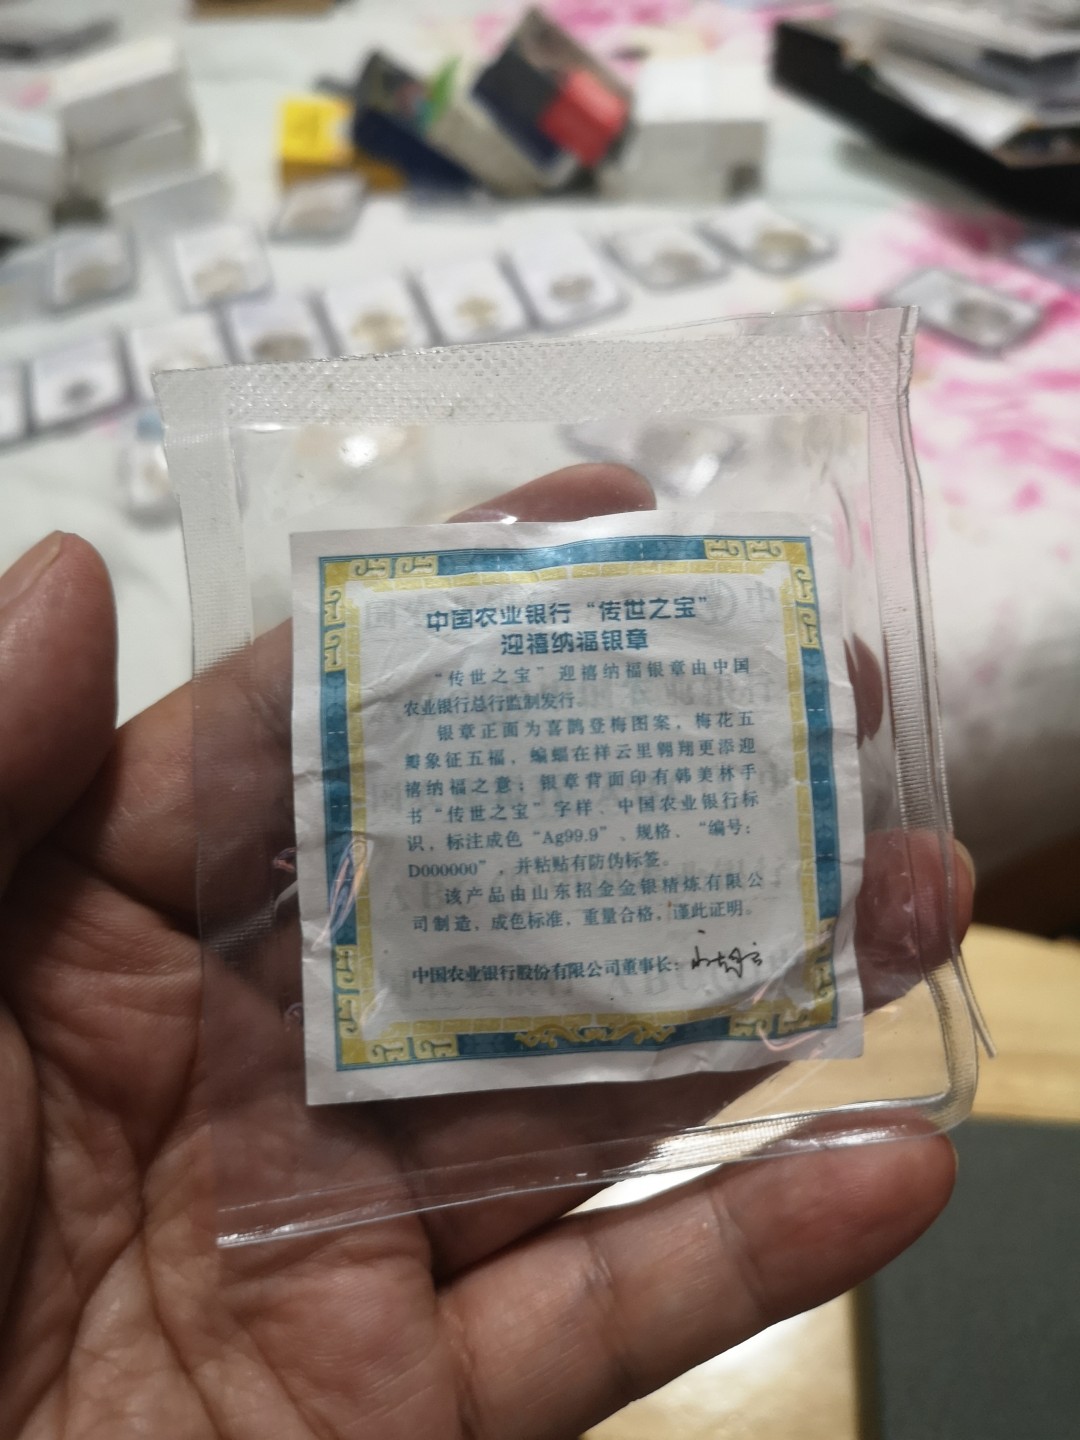 中国农业银行“传世之宝”
迎禧纳福银章
“传世之宝”迎禧纳福银章由中国
农业银行总行监制发行。
银章正面为喜鹊登梅图案，梅花五
瓣象征五福，蝙蝠在祥云里翱翔更添迎
禧纳福之意；银章背面印有韩美林手
书“传世之宝”字样、中国农业银行标
识，标注成色“Ag99.9”、规格、“编号：
D000000”，并粘贴有防伪标签。
该产品由山东招金金银精炼有限公
司制造，成色标准，重量合格，谨此证明。
中国农业银行股份有限公司董事长：